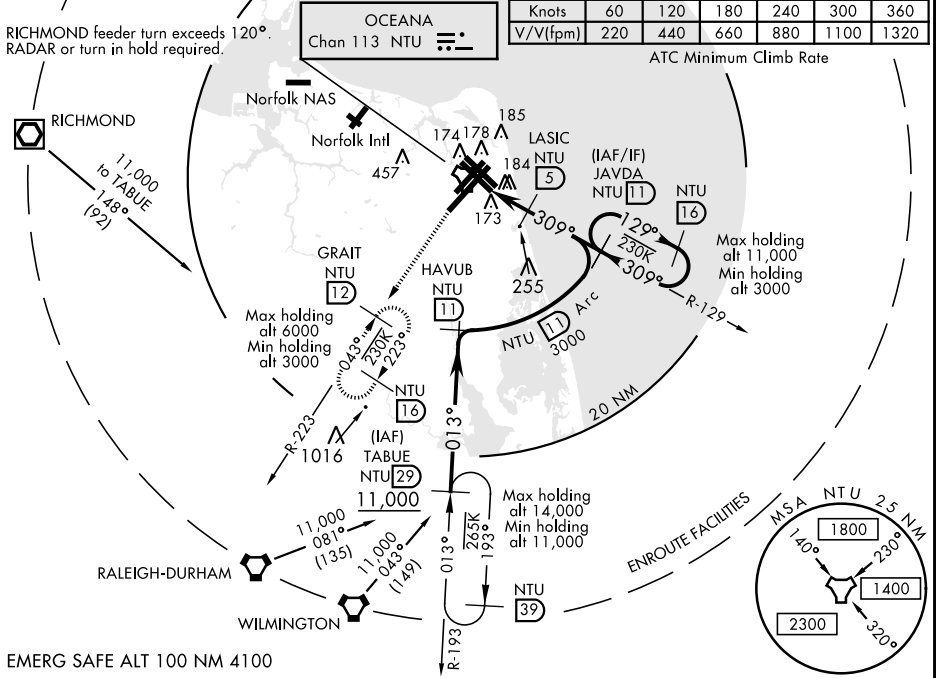 RICHMOND feeder turn exceeds 120°.
RADAR or turn in hold required.
OCEANA
Chan 113 NTU
Knots 60 120 180 240 300 360
V/V(fpm) 220 440 660 880 1100 1320
ATC Minimum Climb Rate
Norfolk NAS
Norfolk Intl
RICHMOND
11,000
to TABUE
148°
(92)
457
174
178
185
184
173
LASIC
NTU
5
(IAF/IF)
JAVDA
NTU 11
NTU
16
309°
129°
230K
309°
Max holding
alt 11,000
Min holding
alt 3000
R-129
255
GRAIT
NTU
12
HAVUB
NTU
11
NTU 11 Arc
3000
Max holding
alt 6000
Min holding
alt 3000
043°
230K
223°
NTU
16
R-223
1016
013°
20 NM
(IAF)
TABUE
NTU 29
11,000
Max holding
alt 14,000
Min holding
alt 11,000
013°
265K
193°
NTU
39
R-193
11,000
081°
(135)
RALEIGH-DURHAM
11,000
043°
(149)
WILMINGTON
ENROUTE FACILITIES
MSA NTU 25 NM
1800
140°
230°
1400
2300
320°
EMERG SAFE ALT 100 NM 4100